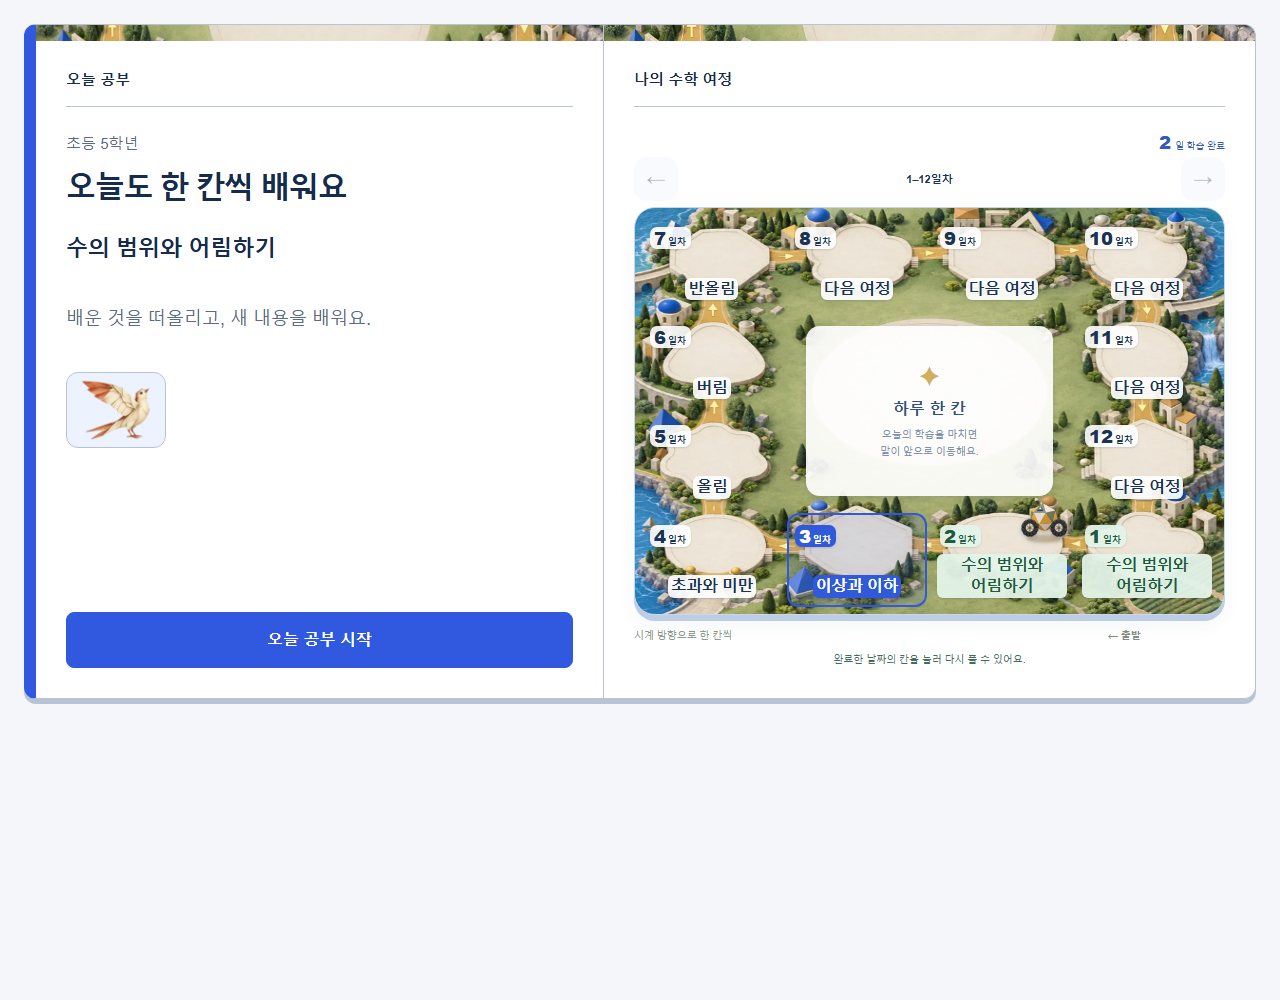 오늘 공부
초등 5학년
오늘도 한 칸씩 배워요
수의 범위와 어림하기
배운 것을 떠올리고, 새 내용을 배워요.
오늘 공부 시작
나의 수학 여정
2 일 학습 완료
← 1–12일차 →
7 일차
반올림
8 일차
다음 여정
9 일차
다음 여정
10 일차
다음 여정
6 일차
버림
11 일차
다음 여정
하루 한 칸
오늘의 학습을 마치면
말이 앞으로 이동해요.
5 일차
올림
12 일차
다음 여정
4 일차
초과와 미만
3 일차
이상과 이하
2 일차
수의 범위와
어림하기
1 일차
수의 범위와
어림하기
시계 방향으로 한 칸씩
← 출발
완료한 날짜의 칸을 눌러 다시 풀 수 있어요.